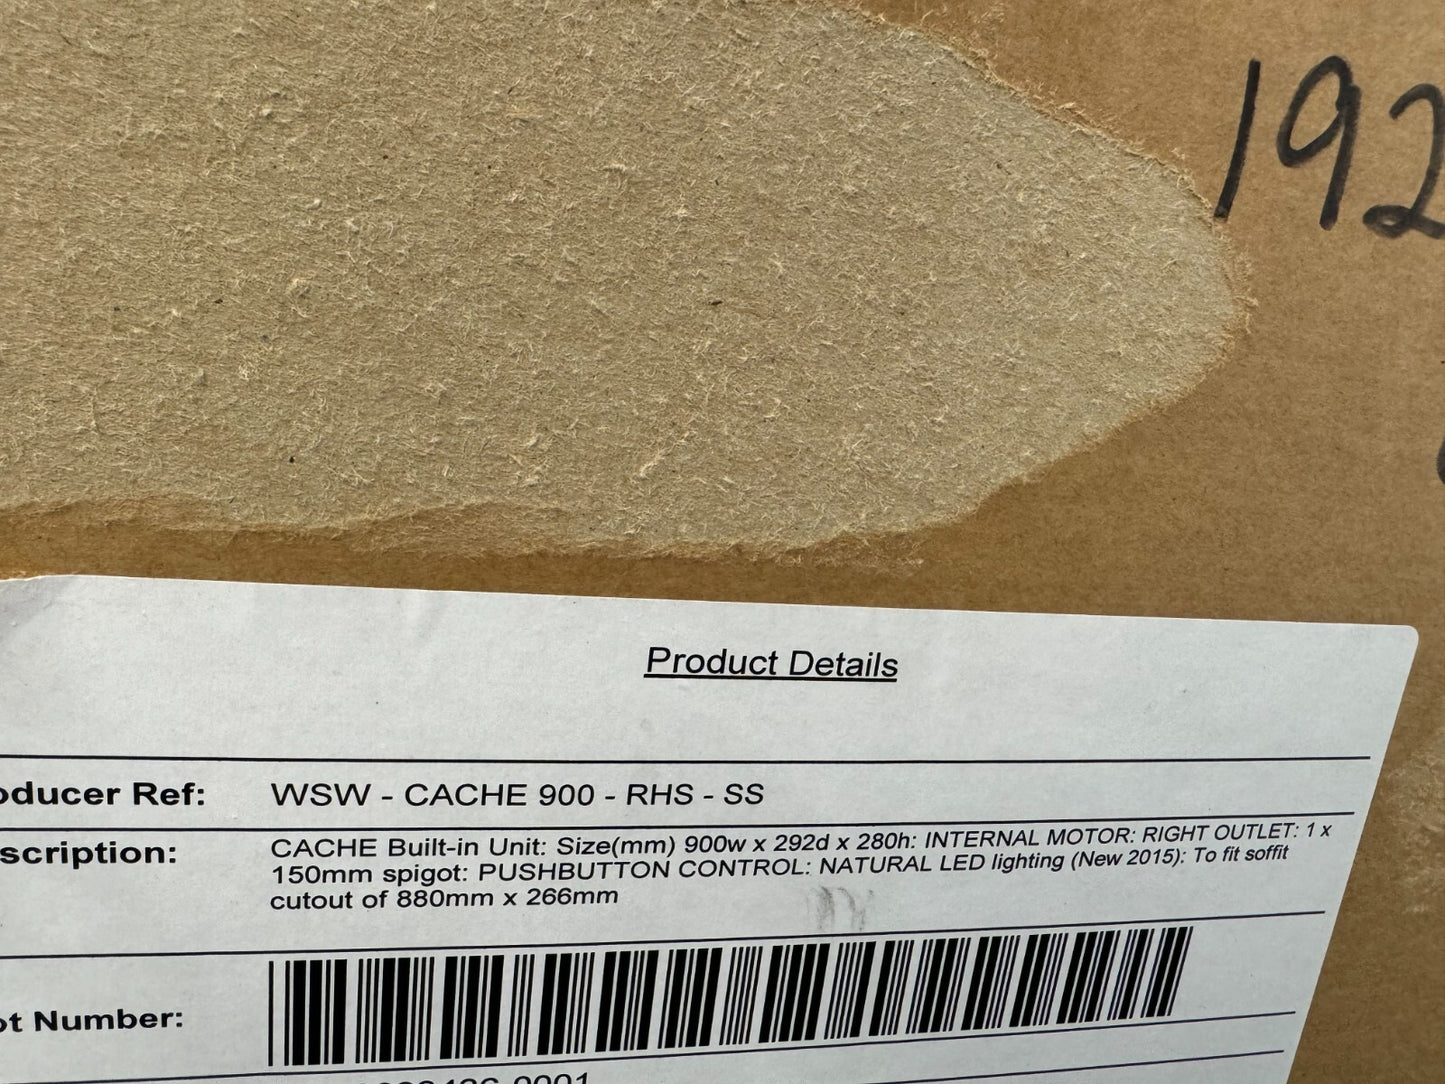 192
Product Details
oducer Ref: WSW - CACHE 900 - RHS - SS
scription: CACHE Built-in Unit: Size(mm) 900w x 292d x 280h: INTERNAL MOTOR: RIGHT OUTLET: 1 x
150mm spigot: PUSHBUTTON CONTROL: NATURAL LED lighting (New 2015): To fit soffit
cutout of 880mm x 266mm
ot Number: